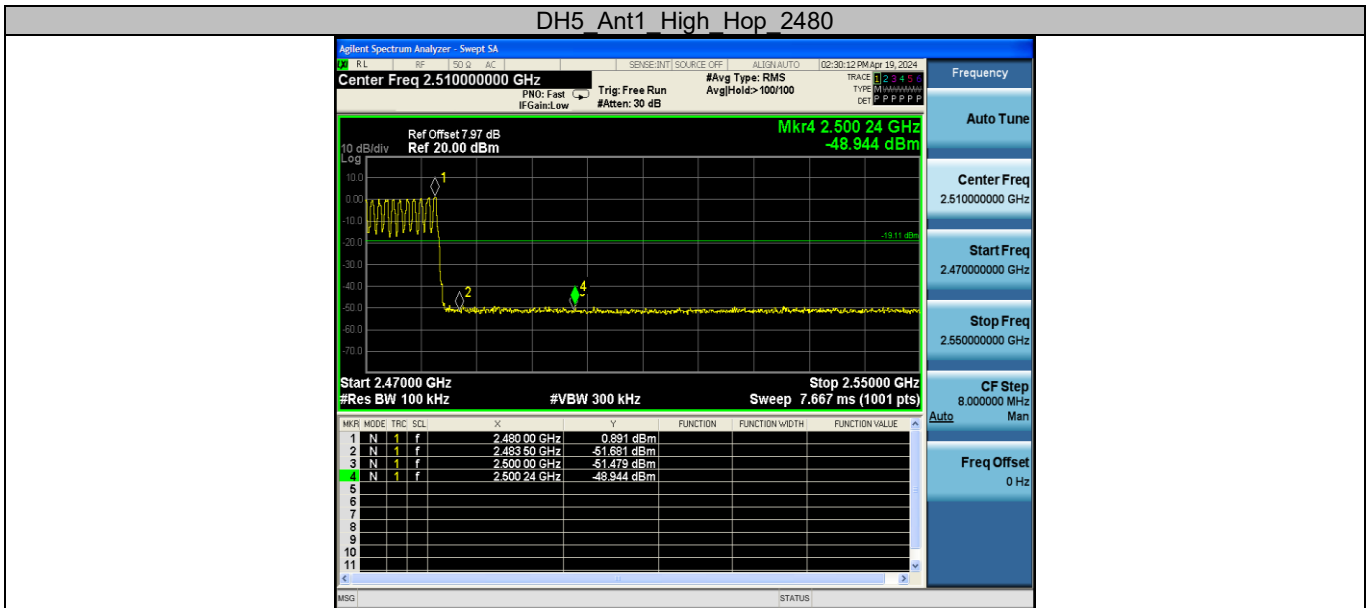 DH5_Ant1_High_Hop_2480
Agilent Spectrum Analyzer - Swept SA
RL RF 50 Ω AC SENSE:INT SOURCE OFF ALIGN AUTO 02:30:12 PM Apr 19, 2024
Center Freq 2.510000000 GHz
#Avg Type: RMS
TRACE 1 2 3 4 5 6
PNO: Fast Trig: Free Run Avg|Hold:> 100/100
TYPE M
IFGain:Low #Atten: 30 dB
DET P P P P P P
Frequency
Auto Tune
Center Freq
2.510000000 GHz
Start Freq
2.470000000 GHz
Stop Freq
2.550000000 GHz
CF Step
8.000000 MHz
Auto Man
Freq Offset
0 Hz
Mkr4 2.500 24 GHz
Ref Offset 7.97 dB
-48.944 dBm
10 dB/div Ref 20.00 dBm
Log
10.0
1
0.00
-10.0
-19.11 dBm
-20.0
-30.0
-40.0
2
4
-50.0
-60.0
-70.0
Start 2.47000 GHz Stop 2.55000 GHz
#Res BW 100 kHz #VBW 300 kHz Sweep 7.667 ms (1001 pts)
MKR MODE TRC SCL X Y FUNCTION FUNCTION WIDTH FUNCTION VALUE
1 N 1 f 2.480 00 GHz 0.891 dBm
2 N 1 f 2.483 50 GHz -51.681 dBm
3 N 1 f 2.500 00 GHz -51.479 dBm
4 N 1 f 2.500 24 GHz -48.944 dBm
5
6
7
8
9
10
11
MSG STATUS